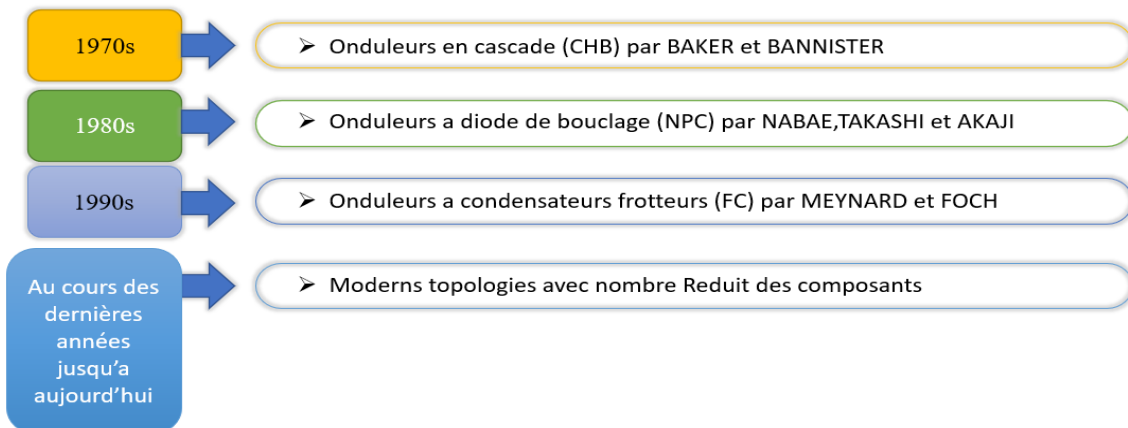 1970s
➢ Onduleurs en cascade (CHB) par BAKER et BANNISTER
1980s
➢ Onduleurs a diode de bouclage (NPC) par NABAE,TAKASHI et AKAJI
1990s
➢ Onduleurs a condensateurs frotteurs (FC) par MEYNARD et FOCH
Au cours des
dernières
années
jusqu’a
aujourd’hui
➢ Moderns topologies avec nombre Reduit des composants